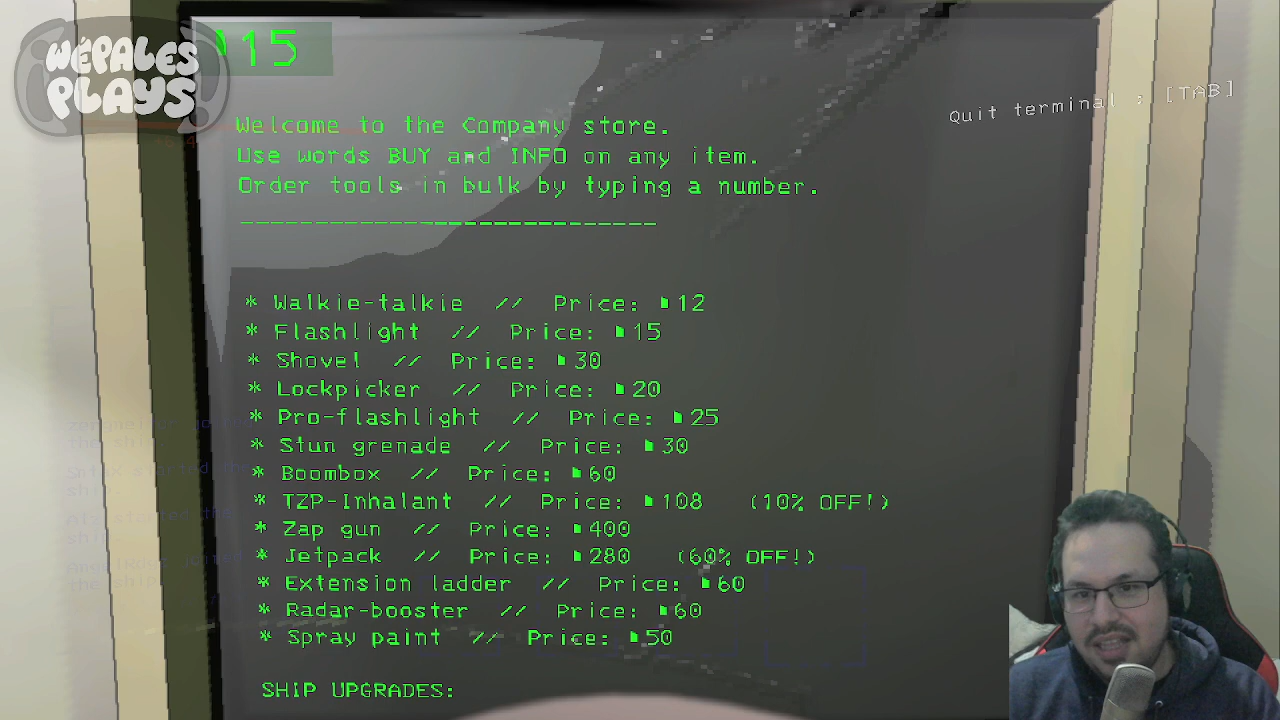 ¡WÉPALES
PLAYS!
15
Quit terminal : [TAB]
Welcome to the Company store.
Use words BUY and INFO on any item.
Order tools in bulk by typing a number.
____________________________
* Walkie-talkie // Price: ▮12
* Flashlight // Price: ▮15
* Shovel // Price: ▮30
* Lockpicker // Price: ▮20
* Pro-flashlight // Price: ▮25
* Stun grenade // Price: ▮30
* Boombox // Price: ▮60
* TZP-Inhalant // Price: ▮108 (10% OFF!)
* Zap gun // Price: ▮400
* Jetpack // Price: ▮280 (60% OFF!)
* Extension ladder // Price: ▮60
* Radar-booster // Price: ▮60
* Spray paint // Price: ▮50
SHIP UPGRADES: